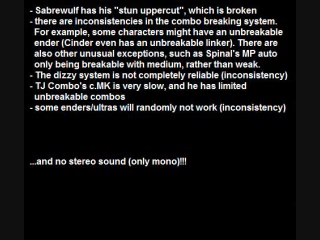 - Sabrewulf has his "stun uppercut", which is broken
- there are inconsistencies in the combo breaking system.
For example, some characters might have an unbreakable
ender (Cinder even has an unbreakable linker). There are
also other unusual exceptions, such as Spinal's MP auto
only being breakable with medium, rather than weak.
- The dizzy system is not completely reliable (inconsistency)
- TJ Combo's c.MK is very slow, and he has limited
unbreakable combos
- some enders/ultras will randomly not work (inconsistency)
...and no stereo sound (only mono)!!!